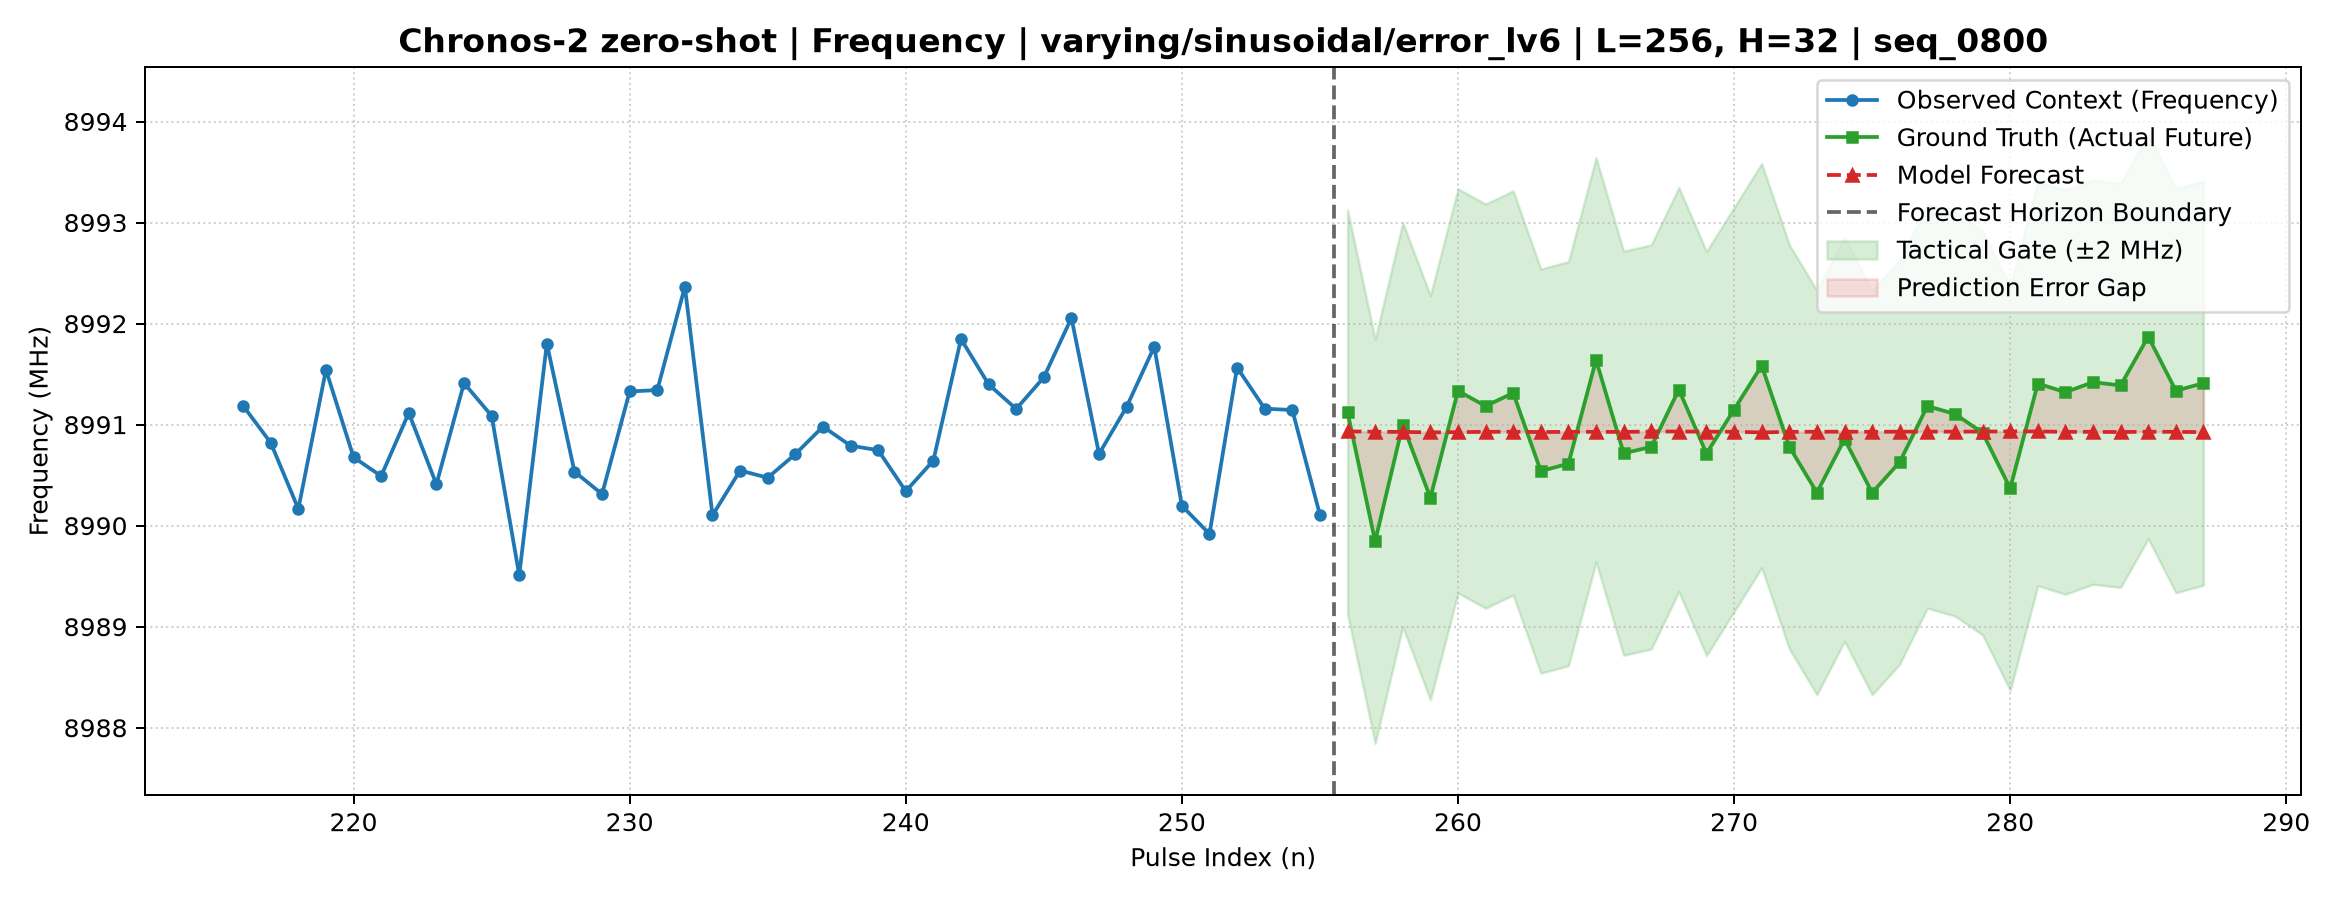 Chronos-2 zero-shot | Frequency | varying/sinusoidal/error_lv6 | L=256, H=32 | seq_0800
Observed Context (Frequency)
Ground Truth (Actual Future)
Model Forecast
Forecast Horizon Boundary
Tactical Gate (±2 MHz)
Prediction Error Gap
Frequency (MHz)
8994
8993
8992
8991
8990
8989
8988
220 230 240 250 260 270 280 290
Pulse Index (n)